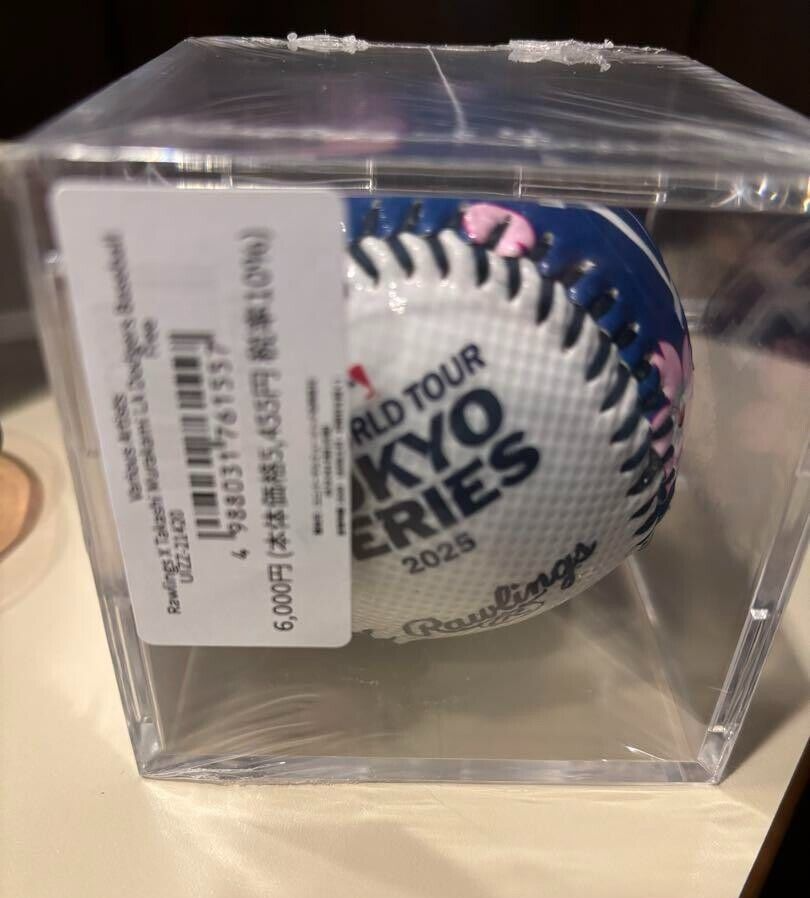 Various Artists
Rawlings x Takashi Murakami LA Dodgers Baseball
Free
UIZZ-21420
4 988031 761557
6,000円 (本体価格5,455円 税率10%)
RLD TOUR
KYO
ERIES
2025
Rawlings